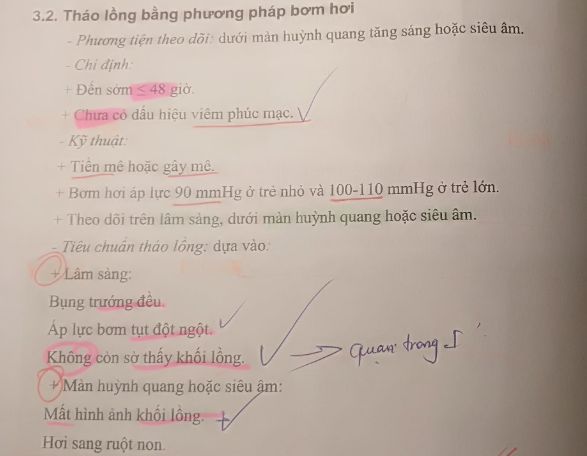 3.2. Tháo lồng bằng phương pháp bơm hơi
- Phương tiện theo dõi: dưới màn huỳnh quang tăng sáng hoặc siêu âm.
- Chỉ định:
+ Đến sớm ≤ 48 giờ.
+ Chưa có dấu hiệu viêm phúc mạc.
- Kỹ thuật:
+ Tiền mê hoặc gây mê.
+ Bơm hơi áp lực 90 mmHg ở trẻ nhỏ và 100-110 mmHg ở trẻ lớn.
+ Theo dõi trên lâm sàng, dưới màn huỳnh quang hoặc siêu âm.
- Tiêu chuẩn tháo lồng: dựa vào:
+ Lâm sàng:
Bụng trướng đều.
Áp lực bơm tụt đột ngột.
Không còn sờ thấy khối lồng.
quan trong
+ Màn huỳnh quang hoặc siêu âm:
Mất hình ảnh khối lồng.
Hơi sang ruột non.